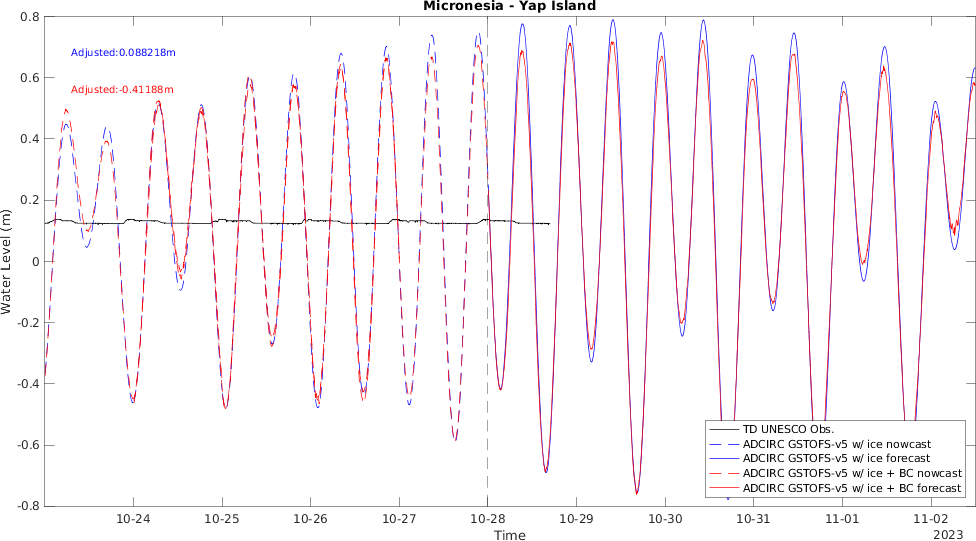 Micronesia - Yap Island
Adjusted:0.088218m
Adjusted:-0.41188m
Water Level (m)
0.8
0.6
0.4
0.2
0
-0.2
-0.4
-0.6
-0.8
TD UNESCO Obs.
ADCIRC GSTOFS-v5 w/ ice nowcast
ADCIRC GSTOFS-v5 w/ ice forecast
ADCIRC GSTOFS-v5 w/ ice + BC nowcast
ADCIRC GSTOFS-v5 w/ ice + BC forecast
10-24 10-25 10-26 10-27 10-28 10-29 10-30 10-31 11-01 11-02
Time
2023